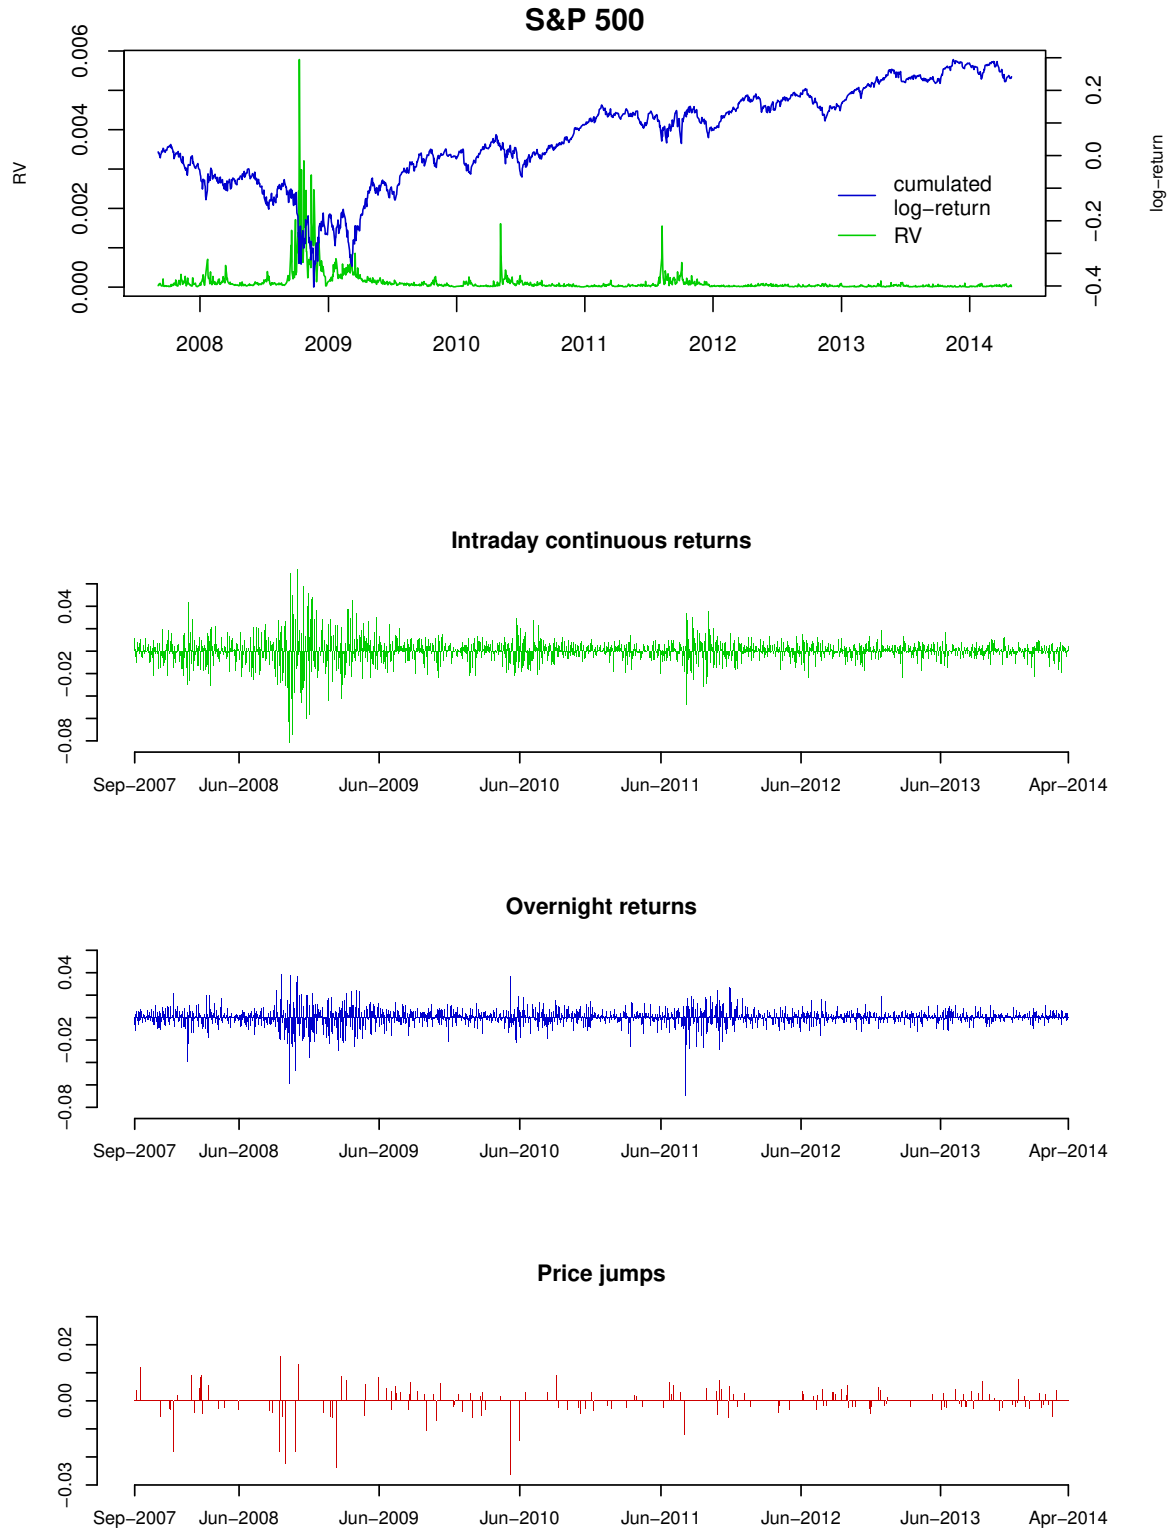 S&P 500
RV
0.000 0.002 0.004 0.006
−0.4 −0.2 0.0 0.2
log−return
cumulated
log−return
RV
2008 2009 2010 2011 2012 2013 2014
Intraday continuous returns
−0.08 −0.02 0.04
Sep−2007 Jun−2008 Jun−2009 Jun−2010 Jun−2011 Jun−2012 Jun−2013 Apr−2014
Overnight returns
−0.08 −0.02 0.04
Sep−2007 Jun−2008 Jun−2009 Jun−2010 Jun−2011 Jun−2012 Jun−2013 Apr−2014
Price jumps
−0.03 0.00 0.02
Sep−2007 Jun−2008 Jun−2009 Jun−2010 Jun−2011 Jun−2012 Jun−2013 Apr−2014